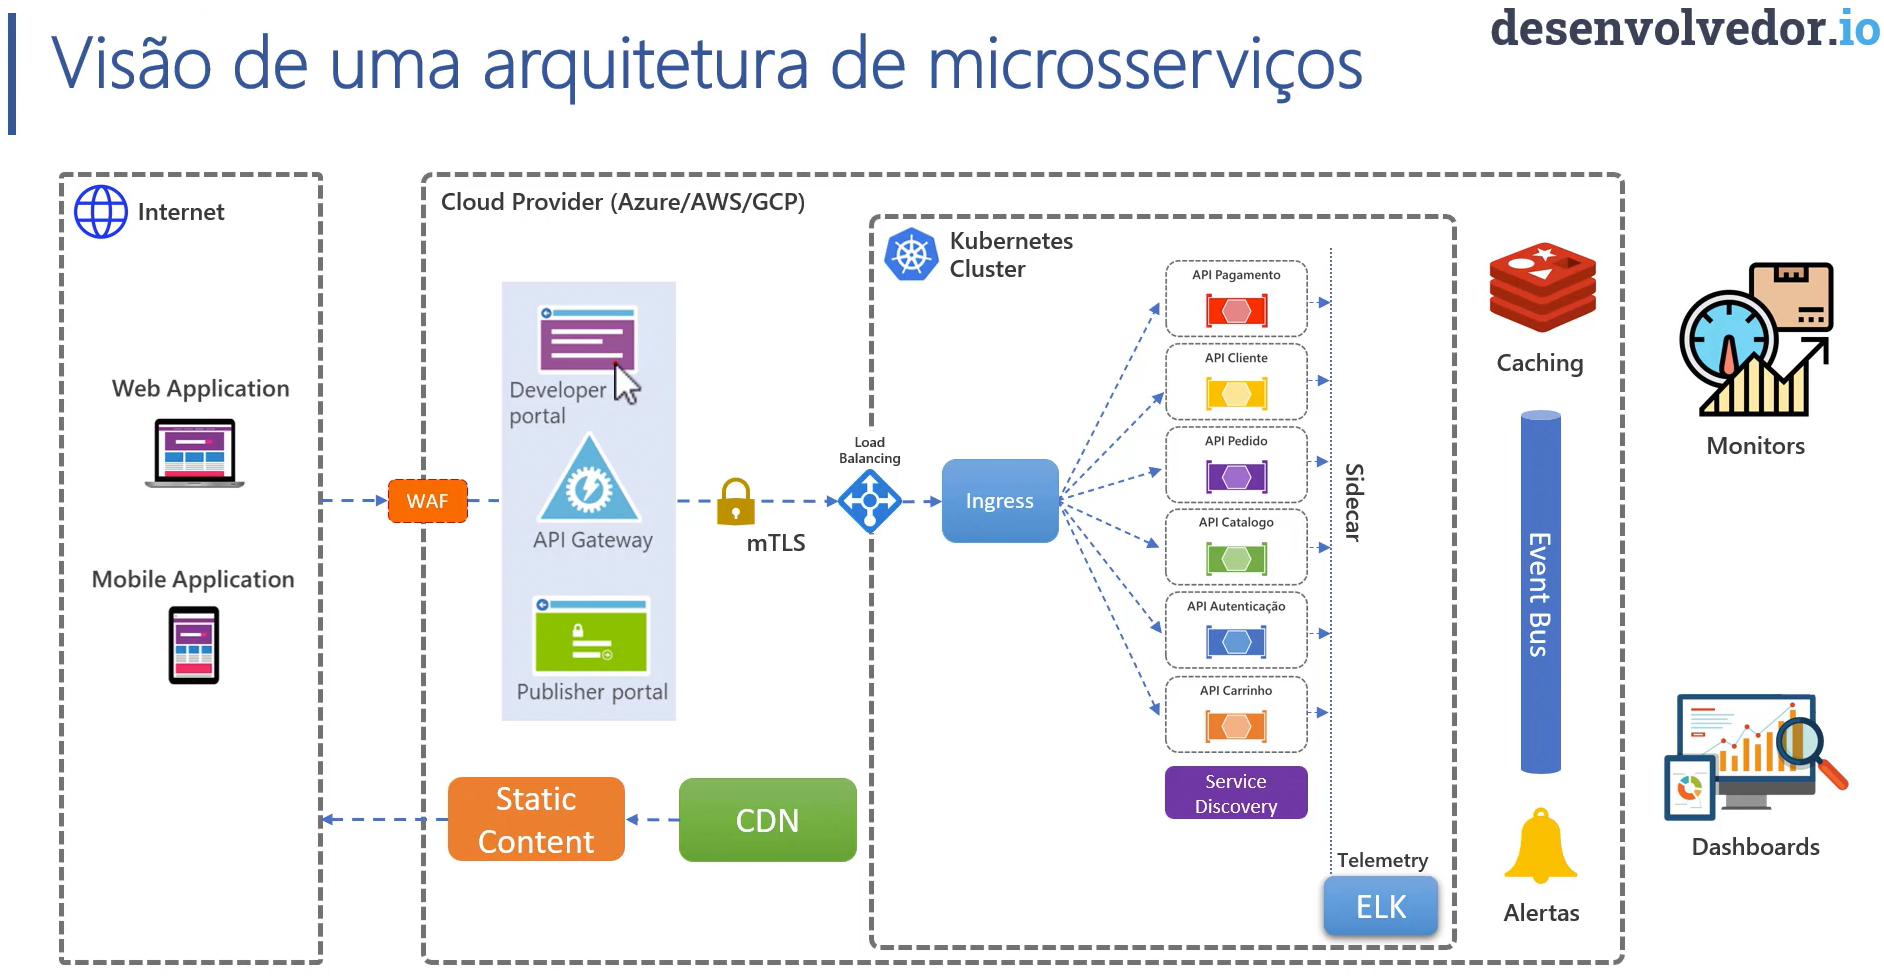 desenvolvedor.io
Visão de uma arquitetura de microsserviços
Internet
Web Application
Mobile Application
Cloud Provider (Azure/AWS/GCP)
WAF
Developer
portal
API Gateway
Publisher portal
mTLS
Load
Balancing
Static
Content
CDN
Kubernetes
Cluster
Ingress
API Pagamento
API Cliente
API Pedido
API Catalogo
API Autenticação
API Carrinho
Service
Discovery
Sidecar
Telemetry
ELK
Caching
Event Bus
Alertas
Monitors
Dashboards